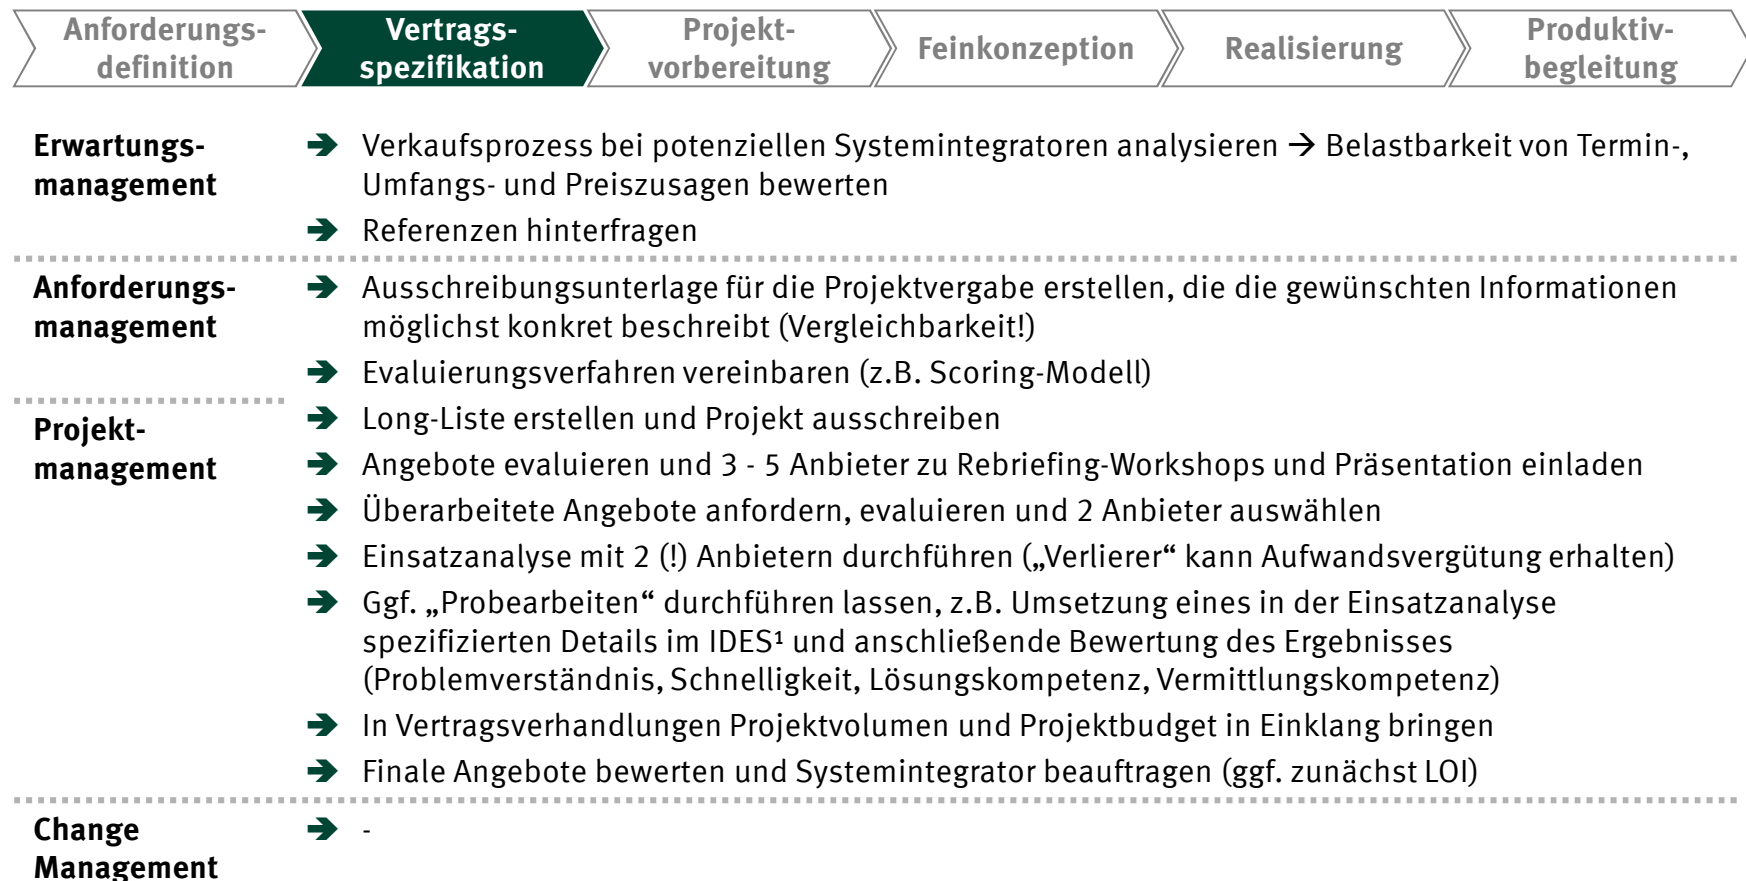 Anforderungs-
definition
Vertrags-
spezifikation
Projekt-
vorbereitung
Feinkonzeption
Realisierung
Produktiv-
begleitung
Erwartungs-
management
➔ Verkaufsprozess bei potenziellen Systemintegratoren analysieren → Belastbarkeit von Termin-,
Umfangs- und Preiszusagen bewerten
➔ Referenzen hinterfragen
Anforderungs-
management
➔ Ausschreibungsunterlage für die Projektvergabe erstellen, die die gewünschten Informationen
möglichst konkret beschreibt (Vergleichbarkeit!)
➔ Evaluierungsverfahren vereinbaren (z.B. Scoring-Modell)
Projekt-
management
➔ Long-Liste erstellen und Projekt ausschreiben
➔ Angebote evaluieren und 3 - 5 Anbieter zu Rebriefing-Workshops und Präsentation einladen
➔ Überarbeitete Angebote anfordern, evaluieren und 2 Anbieter auswählen
➔ Einsatzanalyse mit 2 (!) Anbietern durchführen („Verlierer“ kann Aufwandsvergütung erhalten)
➔ Ggf. „Probearbeiten“ durchführen lassen, z.B. Umsetzung eines in der Einsatzanalyse
spezifizierten Details im IDES¹ und anschließende Bewertung des Ergebnisses
(Problemverständnis, Schnelligkeit, Lösungskompetenz, Vermittlungskompetenz)
➔ In Vertragsverhandlungen Projektvolumen und Projektbudget in Einklang bringen
➔ Finale Angebote bewerten und Systemintegrator beauftragen (ggf. zunächst LOI)
Change
Management
➔ -